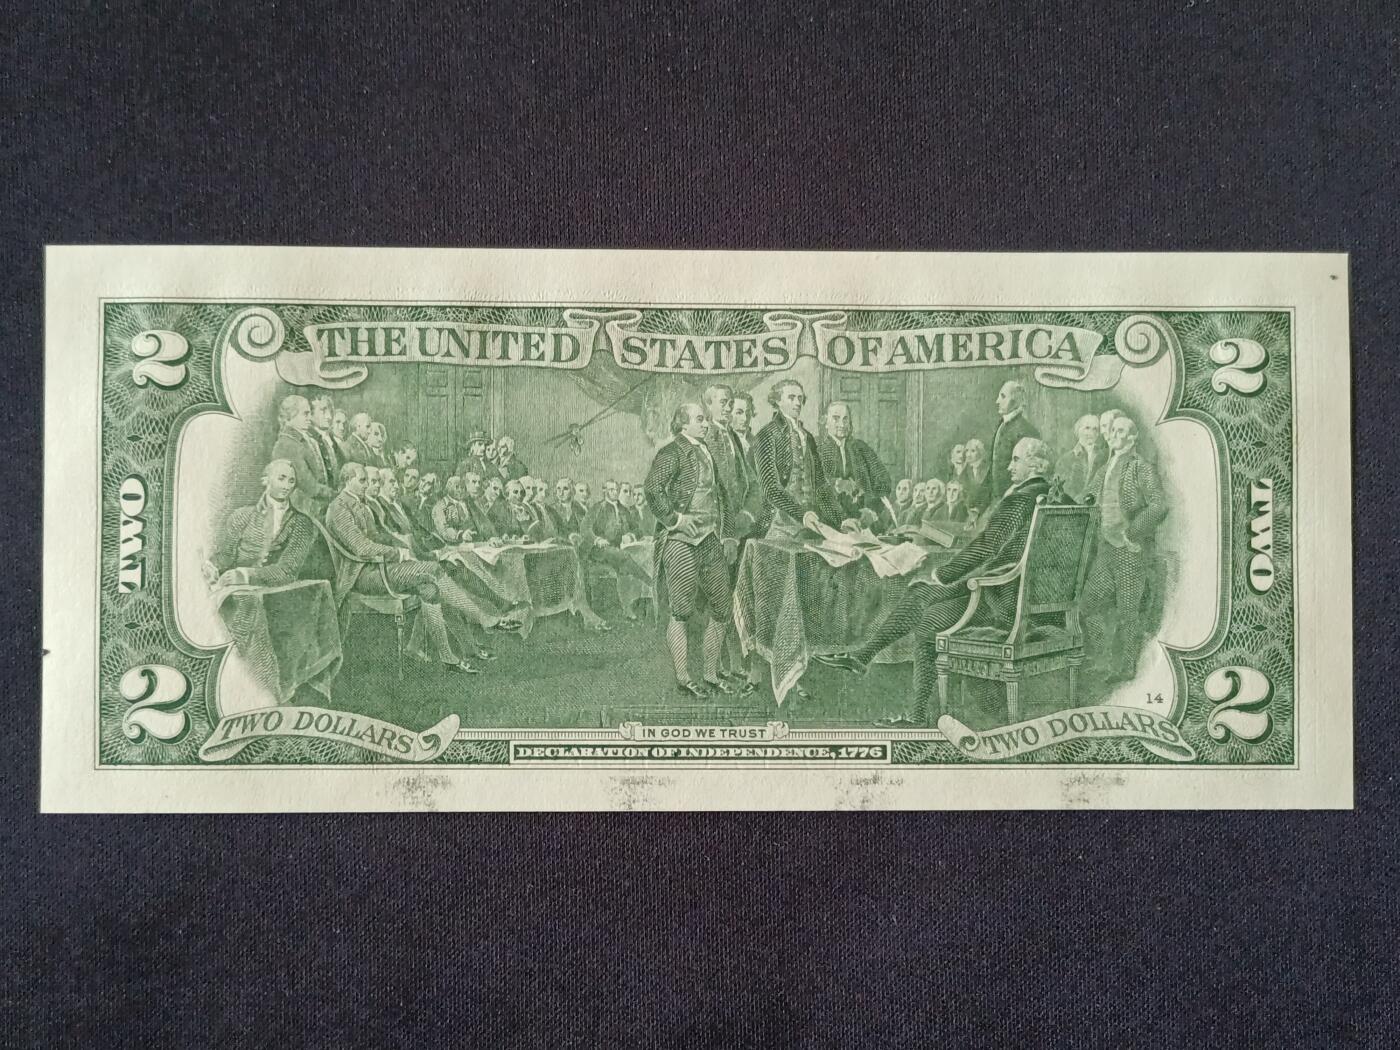 THE UNITED STATES OF AMERICA
2
2
TWO
TWO
2
2
14
TWO DOLLARS
IN GOD WE TRUST
TWO DOLLARS
DECLARATION OF INDEPENDENCE, 1776